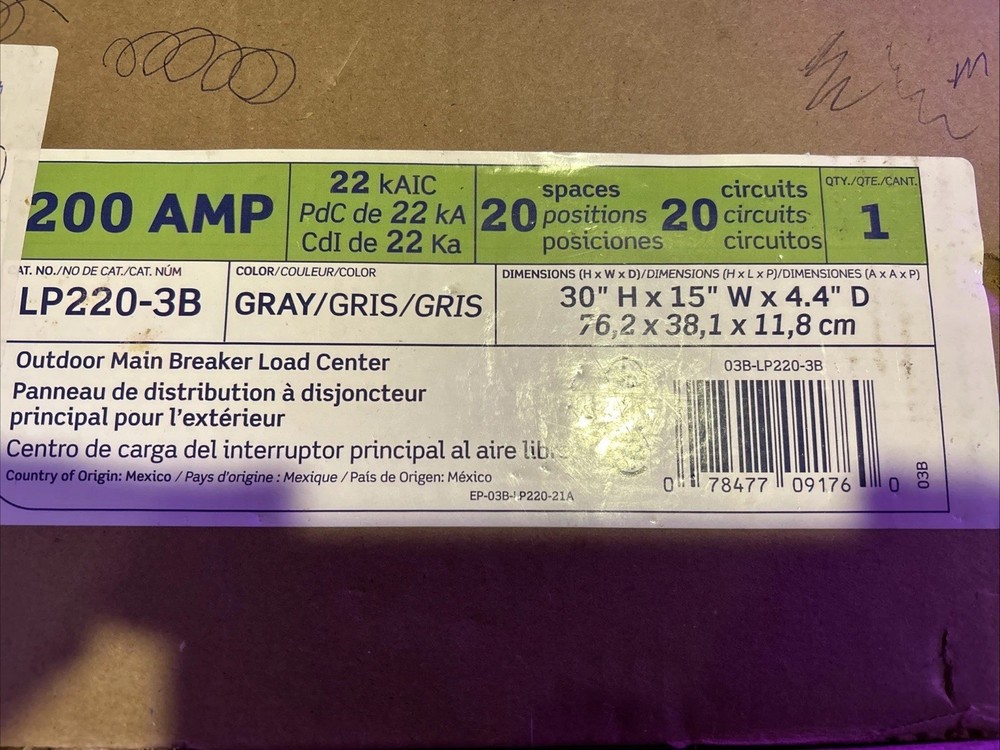 200 AMP
22 kAIC
PdC de 22 kA
CdI de 22 Ka
20 spaces
positions
posiciones
20 circuits
circuits
circuitos
QTY./QTE./CANT.
1
AT. NO./NO DE CAT./CAT. NÚM
LP220-3B
COLOR/COULEUR/COLOR
GRAY/GRIS/GRIS
DIMENSIONS (H x W x D)/DIMENSIONS (H x L x P)/DIMENSIONES (A x A x P)
30" H x 15" W x 4.4" D
76,2 x 38,1 x 11,8 cm
Outdoor Main Breaker Load Center
Panneau de distribution à disjoncteur
principal pour l'extérieur
Centro de carga del interruptor principal al aire
Country of Origin: Mexico / Pays d'origine : Mexique / País de Origen: México
EP-03B-LP220-21A
03B-LP220-3B
0 78477 09176 0
03B